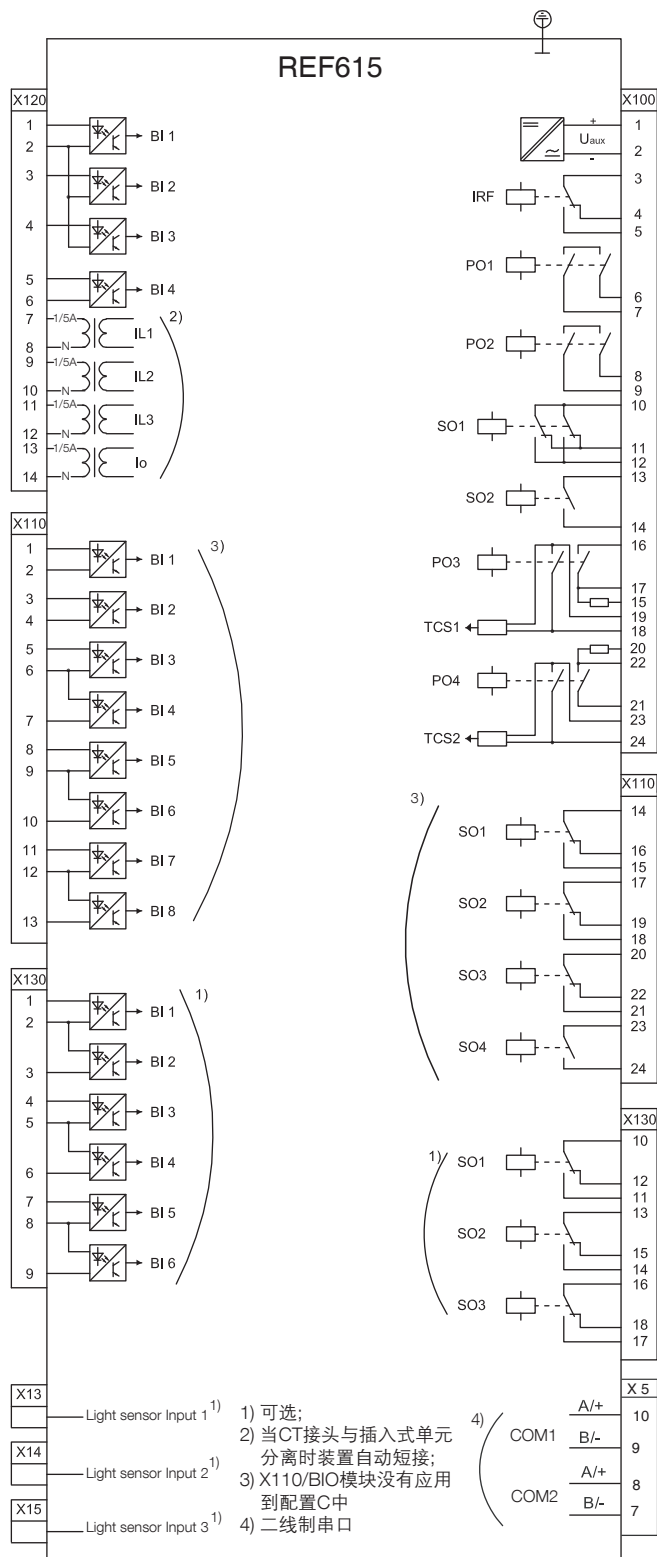 REF615
X120
1
2
3
4
5
6
7
8
9
10
11
12
13
14
BI 1
BI 2
BI 3
BI 4
1/5A
N
1/5A
N
1/5A
N
1/5A
N
IL1
IL2
IL3
Io
2)
X110
1
2
3
4
5
6
7
8
9
10
11
12
13
BI 1
BI 2
BI 3
BI 4
BI 5
BI 6
BI 7
BI 8
3)
X130
1
2
3
4
5
6
7
8
9
BI 1
BI 2
BI 3
BI 4
BI 5
BI 6
1)
X13
Light sensor Input 1 1)
X14
Light sensor Input 2 1)
X15
Light sensor Input 3 1)
1) 可选;
2) 当CT接头与插入式单元
分离时装置自动短接;
3) X110/BIO模块没有应用
到配置C中
4) 二线制串口
X100
+
Uaux
-
1
2
IRF
3
4
5
PO1
6
7
PO2
8
9
SO1
10
11
12
SO2
13
14
PO3
TCS1
16
17
15
19
18
PO4
TCS2
20
22
21
23
24
X110
3)
SO1
14
16
15
SO2
17
19
18
SO3
20
22
21
SO4
23
24
X130
1)
SO1
10
12
11
SO2
13
15
14
SO3
16
18
17
X 5
4)
COM1
A/+
10
B/-
9
COM2
A/+
8
B/-
7